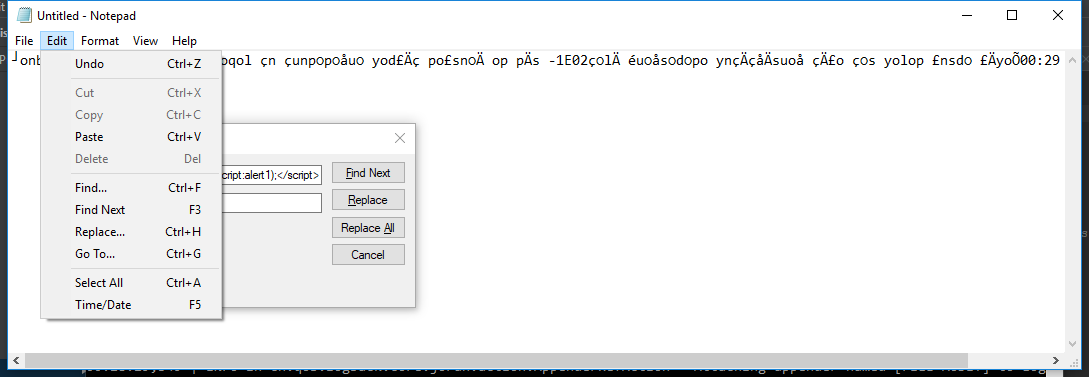 Untitled - Notepad
File Edit Format View Help
Undo Ctrl+Z
Cut Ctrl+X
Copy Ctrl+C
Paste Ctrl+V
Delete Del
Find... Ctrl+F
Find Next F3
Replace... Ctrl+H
Go To... Ctrl+G
Select All Ctrl+A
Time/Date F5
çn çunpopoåuo yod£Äç po£snoÄ op pÄs -1E02çolÄ éuoåsodopo ynçÄçåÄsuoå çÄ£o ços yolop £nsdo £ÄyoÕ00:29
cript:alert1);</script>
Find Next
Replace
Replace All
Cancel